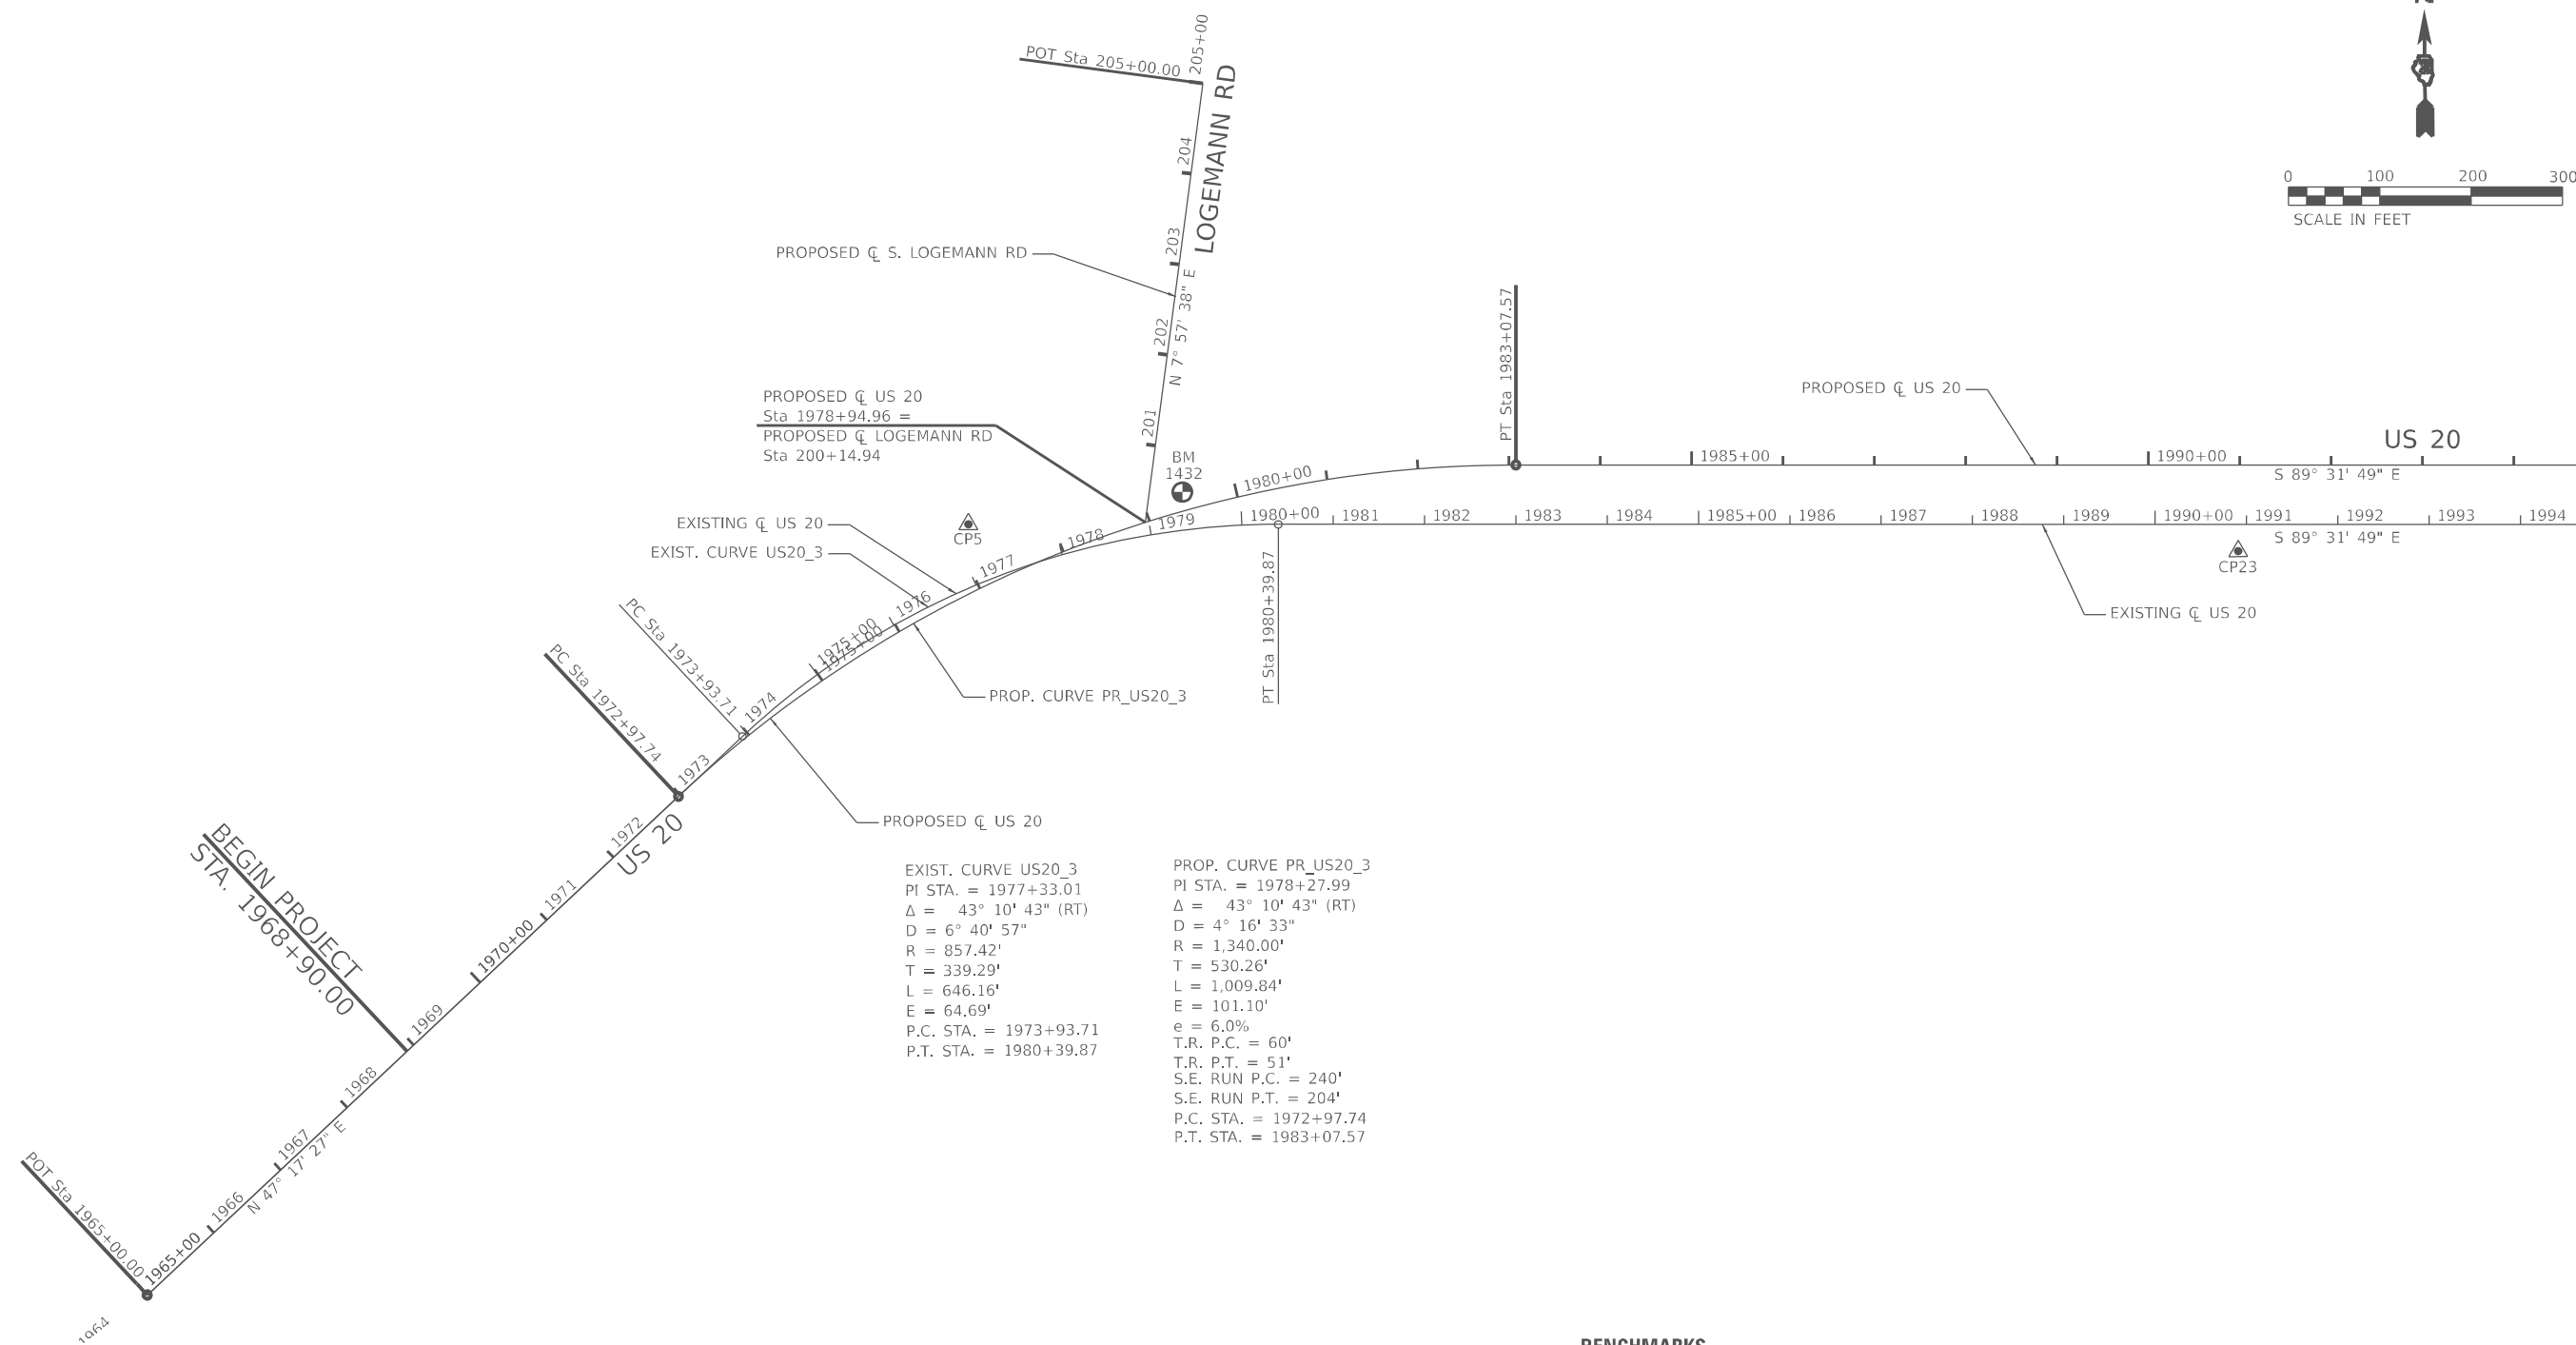 205+00
POT Sta 205+00.00
LOGEMANN RD
204
203
202
201
N 7° 57' 38" E
0 100 200 300
SCALE IN FEET
PROPOSED ℄ S. LOGEMANN RD
PROPOSED ℄ US 20
Sta 1978+94.96 =
PROPOSED ℄ LOGEMANN RD
Sta 200+14.94
BM
1432
PT Sta 1983+07.57
PROPOSED ℄ US 20
US 20
1980+00
1985+00
1990+00
S 89° 31' 49" E
EXISTING ℄ US 20
CP5
EXIST. CURVE US20_3
1977
1978
1979
1980+00
1981
1982
1983
1984
1985+00
1986
1987
1988
1989
1990+00
1991
1992
1993
1994
S 89° 31' 49" E
CP23
EXISTING ℄ US 20
PT Sta 1980+39.87
1976
1975+00
1975+00
1974
1973
PC Sta 1973+93.71
PC Sta 1972+97.74
PROP. CURVE PR_US20_3
PROPOSED ℄ US 20
US 20
1972
1971
1970+00
1969
1968
1967
1966
1965+00
1964
BEGIN PROJECT
STA. 1968+90.00
N 47° 17' 27" E
POT Sta 1965+00.00
EXIST. CURVE US20_3
PI STA. = 1977+33.01
Δ = 43° 10' 43" (RT)
D = 6° 40' 57"
R = 857.42'
T = 339.29'
L = 646.16'
E = 64.69'
P.C. STA. = 1973+93.71
P.T. STA. = 1980+39.87
PROP. CURVE PR_US20_3
PI STA. = 1978+27.99
Δ = 43° 10' 43" (RT)
D = 4° 16' 33"
R = 1,340.00'
T = 530.26'
L = 1,009.84'
E = 101.10'
e = 6.0%
T.R. P.C. = 60'
T.R. P.T. = 51'
S.E. RUN P.C. = 240'
S.E. RUN P.T. = 204'
P.C. STA. = 1972+97.74
P.T. STA. = 1983+07.57
BENCHMARKS